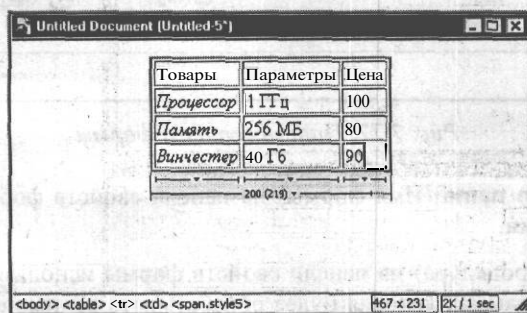 Untitled Document (Untitled-5*)
Товары Параметры Цена
Процессор 1 ГГц 100
Память 256 МБ 80
Винчестер 40 Гб 90
200 (219)
<body> <table> <tr> <td> <span.style5> 467 x 231 2K / 1 sec